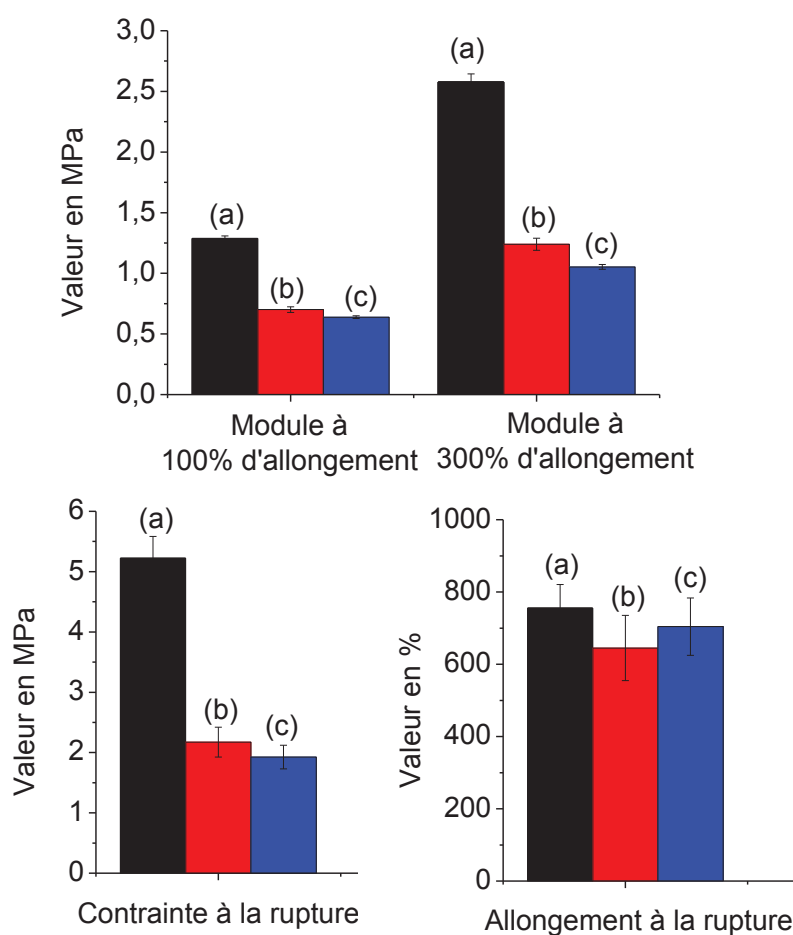 3,0
2,5
2,0
1,5
1,0
0,5
0,0
Valeur en MPa
(a)
(b)
(c)
(a)
(b)
(c)
Module à
100% d'allongement
Module à
300% d'allongement
6
5
4
3
2
1
0
Valeur en MPa
(a)
(b)
(c)
Contrainte à la rupture
1000
800
600
400
200
0
Valeur en %
(a)
(b)
(c)
Allongement à la rupture